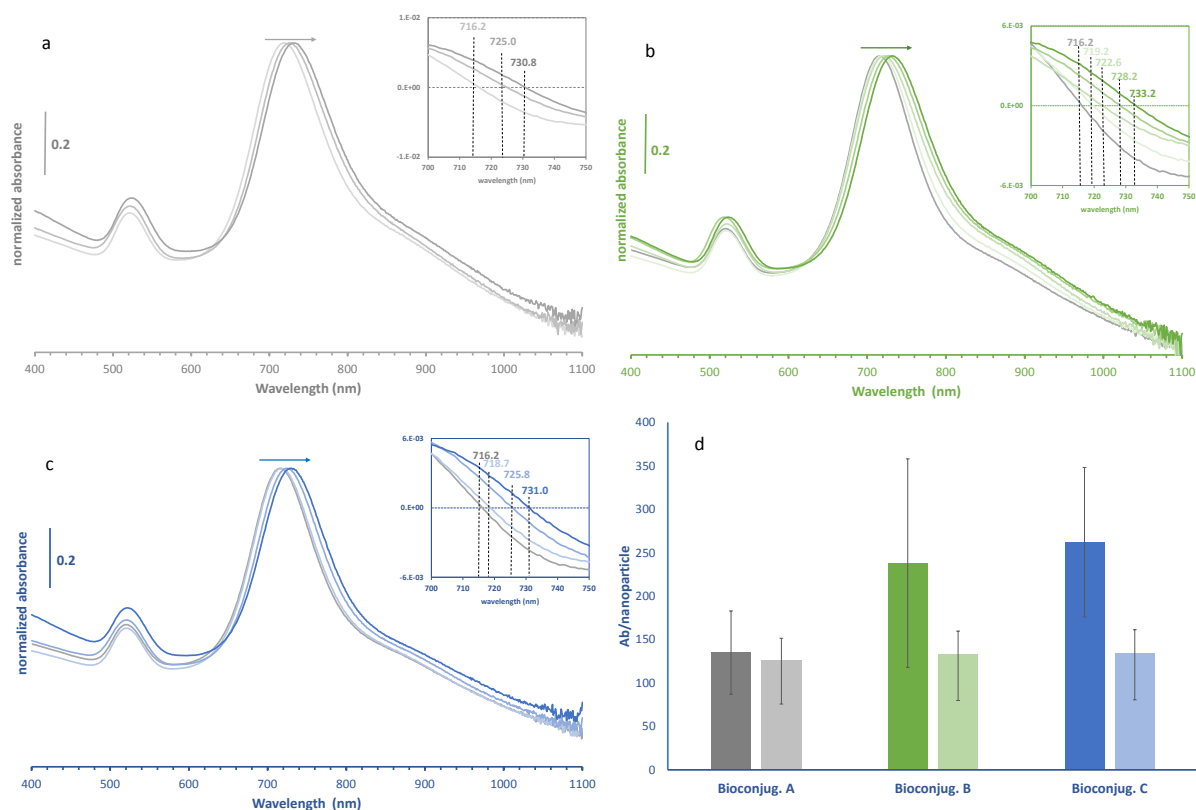 a
1.E-02
716.2
725.0
730.8
0.E+00
-1.E-02
700 710 720 730 740 750
wavelength (nm)
0.2
normalized absorbance
400 500 600 700 800 900 1000 1100
Wavelength (nm)
b
6.E-03
716.2
719.2
722.6
728.2
733.2
0.E+00
-6.E-03
700 710 720 730 740 750
wavelength (nm)
0.2
normalized absorbance
400 500 600 700 800 900 1000 1100
Wavelength (nm)
c
6.E-03
716.2
718.7
725.8
731.0
0.E+00
-6.E-03
700 710 720 730 740 750
wavelength (nm)
0.2
normalized absorbance
400 500 600 700 800 900 1000 1100
Wavelength (nm)
d
400
350
300
250
200
150
100
50
0
Ab/nanoparticle
Bioconjug. A Bioconjug. B Bioconjug. C